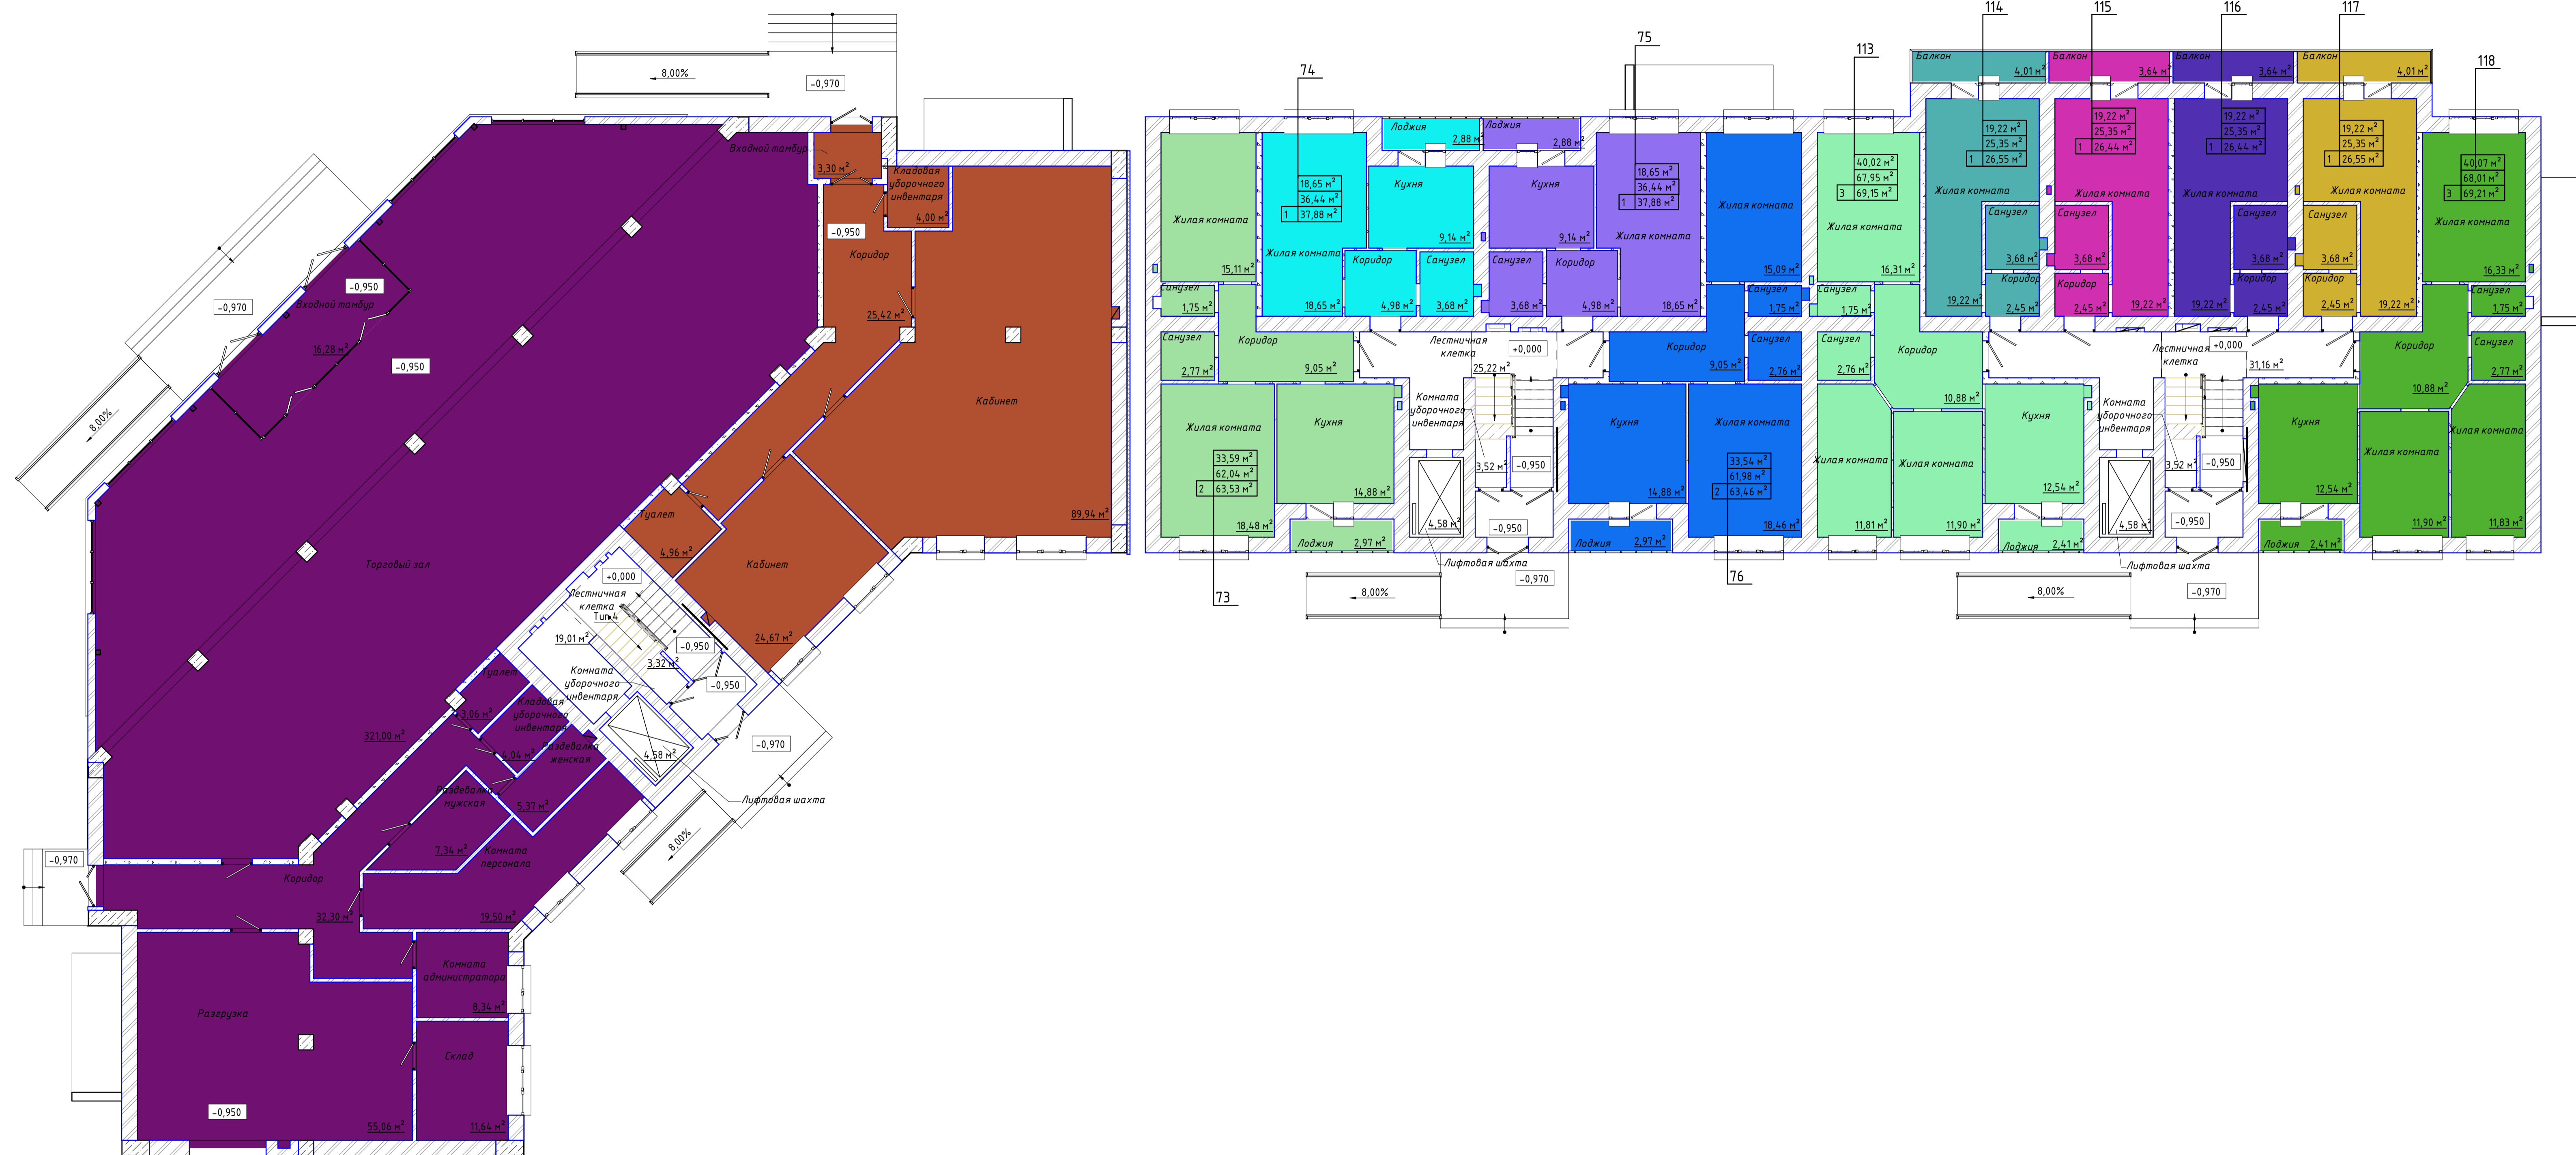 8,00%
-0,970
Входной тамбур
3,30 м²
Кладовая
уборочного
инвентаря
4,00 м²
-0,950
Коридор
25,42 м²
Кабинет
89,94 м²
-0,970
-0,950
Входной тамбур
16,28 м²
-0,950
8,00%
Торговый зал
321,00 м²
Туалет
4,96 м²
Кабинет
24,67 м²
+0,000
Лестничная
клетка
Тип 4
19,01 м²
-0,950
3,32 м²
Комната
уборочного
инвентаря
-0,950
-0,970
4,58 м²
Лифтовая шахта
8,00%
Туалет
3,06 м²
Кладовая
уборочного
инвентаря
4,04 м²
Раздевалка
женская
5,37 м²
Раздевалка
мужская
7,34 м²
Комната
персонала
19,50 м²
-0,970
Коридор
32,30 м²
Комната
администратора
8,34 м²
Разгрузка
-0,950
55,06 м²
Склад
11,64 м²
74
75
113
114
115
116
117
118
Жилая комната
15,11 м²
Санузел
1,75 м²
Санузел
2,77 м²
Коридор
9,05 м²
Жилая комната
33,59 м²
62,04 м²
2 63,53 м²
18,48 м²
Кухня
14,88 м²
Лоджия 2,97 м²
73
18,65 м²
36,44 м²
1 37,88 м²
Жилая комната
18,65 м²
Лоджия
2,88 м²
Кухня
9,14 м²
Коридор
4,98 м²
Санузел
3,68 м²
Лоджия
2,88 м²
Кухня
9,14 м²
Санузел
3,68 м²
Коридор
4,98 м²
18,65 м²
36,44 м²
1 37,88 м²
Жилая комната
18,65 м²
Лестничная
клетка
25,22 м²
+0,000
Комната
уборочного
инвентаря
3,52 м²
-0,950
4,58 м²
-0,950
Лифтовая шахта
-0,970
8,00%
Жилая комната
15,09 м²
Санузел
1,75 м²
Коридор
9,05 м²
Санузел
2,76 м²
Кухня
14,88 м²
Лоджия 2,97 м²
Жилая комната
33,54 м²
61,98 м²
2 63,46 м²
18,46 м²
76
40,02 м²
67,95 м²
3 69,15 м²
Жилая комната
16,31 м²
Санузел
1,75 м²
Санузел
2,76 м²
Коридор
10,88 м²
Жилая комната
11,81 м²
Жилая комната
11,90 м²
Кухня
12,54 м²
Лоджия 2,41 м²
Балкон
4,01 м²
19,22 м²
25,35 м²
1 26,55 м²
Жилая комната
Санузел
3,68 м²
Коридор
2,45 м²
19,22 м²
Балкон
3,64 м²
19,22 м²
25,35 м²
1 26,44 м²
Жилая комната
Санузел
3,68 м²
Коридор
2,45 м²
19,22 м²
Балкон
3,64 м²
19,22 м²
25,35 м²
1 26,44 м²
Жилая комната
Санузел
3,68 м²
Коридор
2,45 м²
19,22 м²
Балкон
4,01 м²
19,22 м²
25,35 м²
1 26,55 м²
Жилая комната
Санузел
3,68 м²
Коридор
2,45 м²
19,22 м²
40,07 м²
68,01 м²
3 69,21 м²
Жилая комната
16,33 м²
Санузел
1,75 м²
Санузел
2,77 м²
Коридор
10,88 м²
Лестничная
клетка
+0,000
31,16 м²
Комната
уборочного
инвентаря
3,52 м²
-0,950
4,58 м²
-0,950
Лифтовая шахта
-0,970
8,00%
Кухня
12,54 м²
Лоджия 2,41 м²
Жилая комната
11,90 м²
Жилая комната
11,83 м²